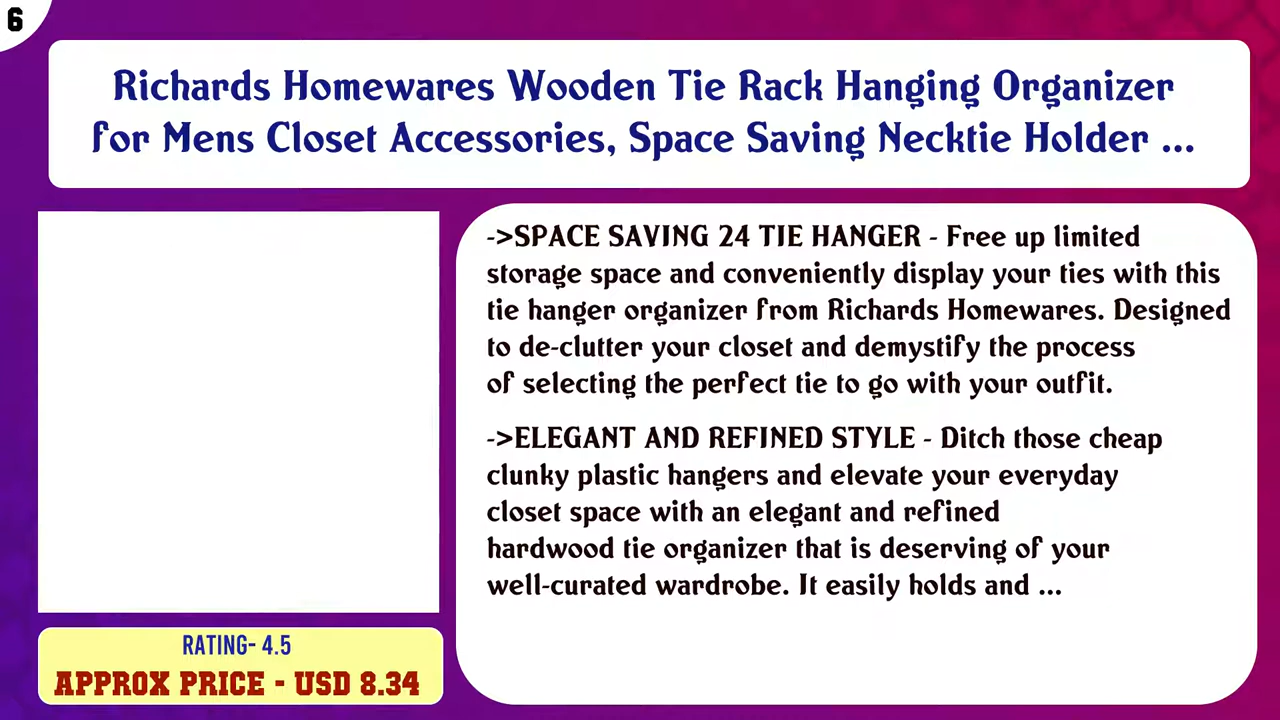 6
Richards Homewares Wooden Tie Rack Hanging Organizer
for Mens Closet Accessories, Space Saving Necktie Holder ...
->SPACE SAVING 24 TIE HANGER - Free up limited
storage space and conveniently display your ties with this
tie hanger organizer from Richards Homewares. Designed
to de-clutter your closet and demystify the process
of selecting the perfect tie to go with your outfit.
->ELEGANT AND REFINED STYLE - Ditch those cheap
clunky plastic hangers and elevate your everyday
closet space with an elegant and refined
hardwood tie organizer that is deserving of your
well-curated wardrobe. It easily holds and ...
RATING- 4.5
APPROX PRICE - USD 8.34